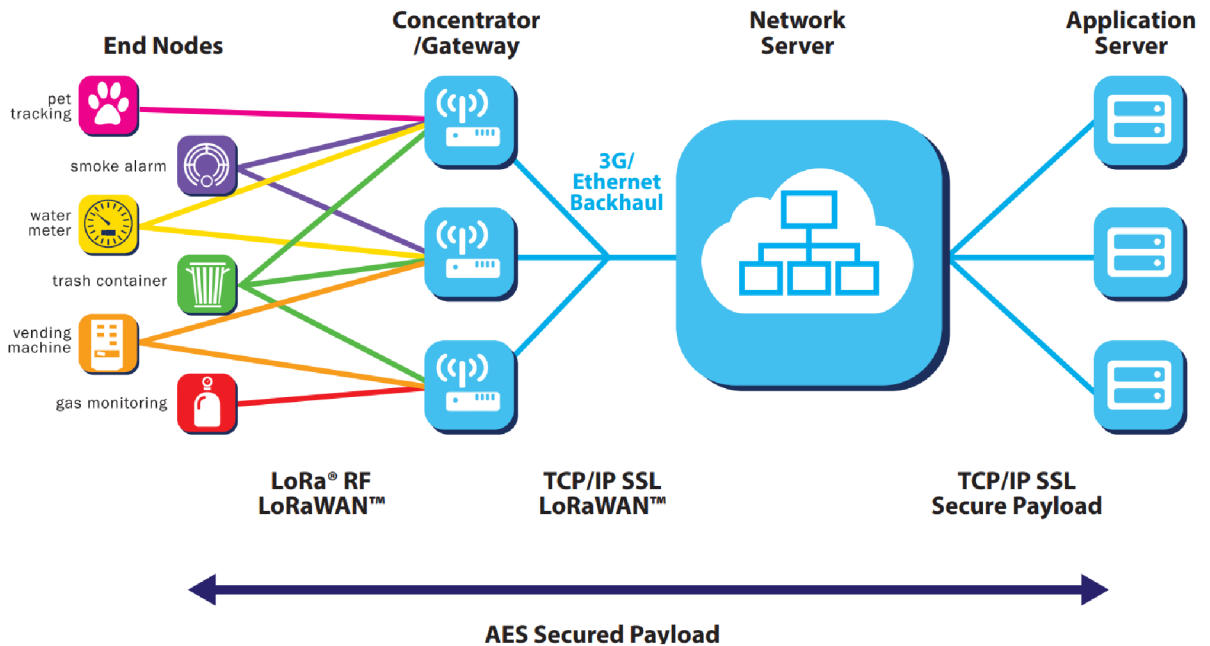 End Nodes
Concentrator
/Gateway
Network
Server
Application
Server
pet
tracking
smoke alarm
water
meter
trash container
vending
machine
gas monitoring
3G/
Ethernet
Backhaul
LoRa® RF
LoRaWAN™
TCP/IP SSL
LoRaWAN™
TCP/IP SSL
Secure Payload
AES Secured Payload